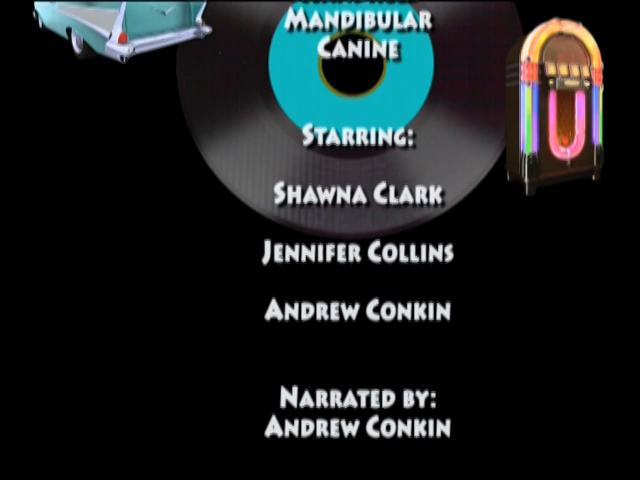 MANDIBULAR
CANINE
STARRING:
SHAWNA CLARK
JENNIFER COLLINS
ANDREW CONKIN
NARRATED BY:
ANDREW CONKIN